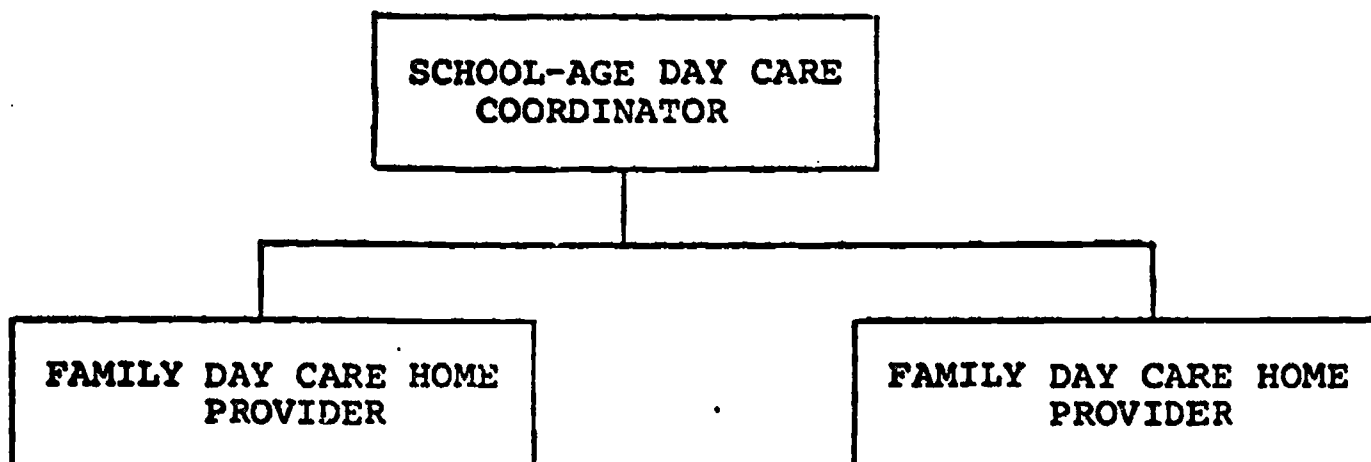 SCHOOL-AGE DAY CARE
COORDINATOR
FAMILY DAY CARE HOME
PROVIDER
FAMILY DAY CARE HOME
PROVIDER